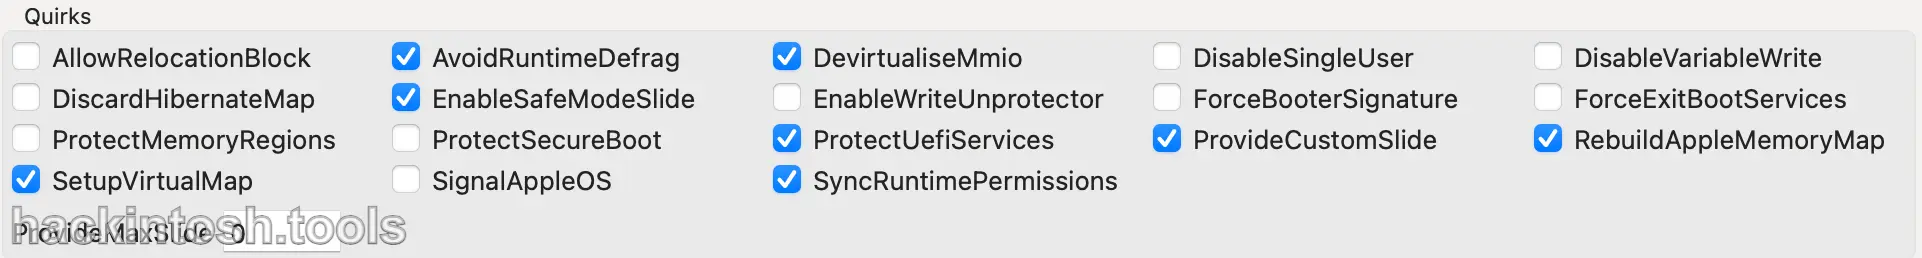 Quirks
AllowRelocationBlock AvoidRuntimeDefrag DevirtualiseMmio DisableSingleUser DisableVariableWrite
DiscardHibernateMap EnableSafeModeSlide EnableWriteUnprotector ForceBooterSignature ForceExitBootServices
ProtectMemoryRegions ProtectSecureBoot ProtectUefiServices ProvideCustomSlide RebuildAppleMemoryMap
SetupVirtualMap SignalAppleOS SyncRuntimePermissions
ProvideMaxSlide 0
hackintosh.tools